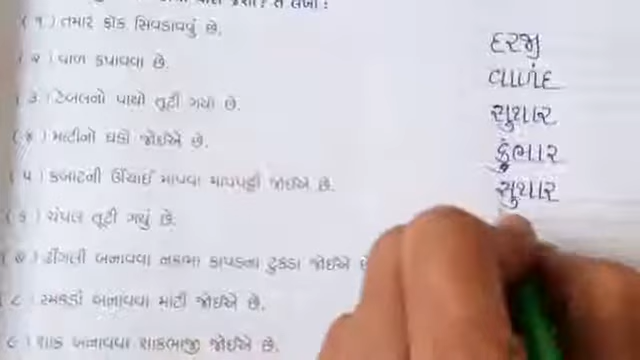 (૧) તમારે ફ્રોક સિવડાવવું છે. દરજી
(૨) વાળ કપાવવા છે. વાળંદ
(૩) ટેબલનો પાયો તૂટી ગયો છે. સુથાર
(૪) માટીનો ઘડો જોઈએ છે. કુંભાર
(૫) કબાટની ઊંચાઈ માપવા માપપટ્ટી જોઈએ છે. સુથાર
(૬) ચંપલ તૂટી ગયું છે.
(૭) ઢીંગલી બનાવવા નકામા કાપડના ટુકડા જોઈએ
(૮) રમકડાં બનાવવા માટી જોઈએ છે.
(૯) શાક બનાવવા શાકભાજી જોઈએ છે.